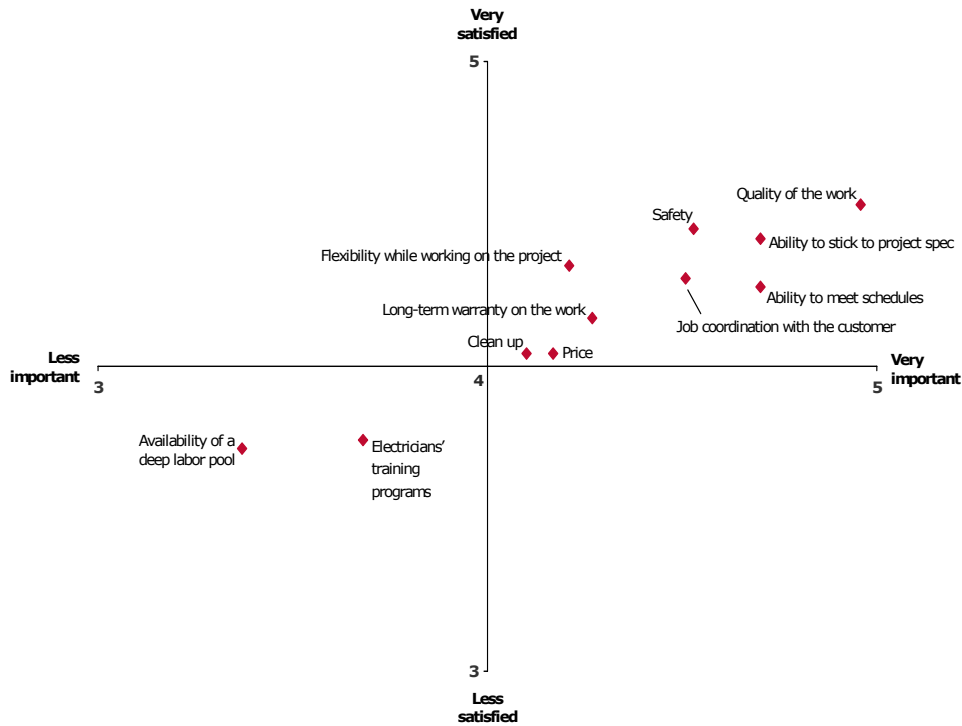 Very
satisfied
5
Quality of the work
Safety
Ability to stick to project spec
Flexibility while working on the project
Ability to meet schedules
Long-term warranty on the work
Job coordination with the customer
Clean up
Price
Less
important
3
4
5
Very
important
Availability of a
deep labor pool
Electricians’
training
programs
3
Less
satisfied